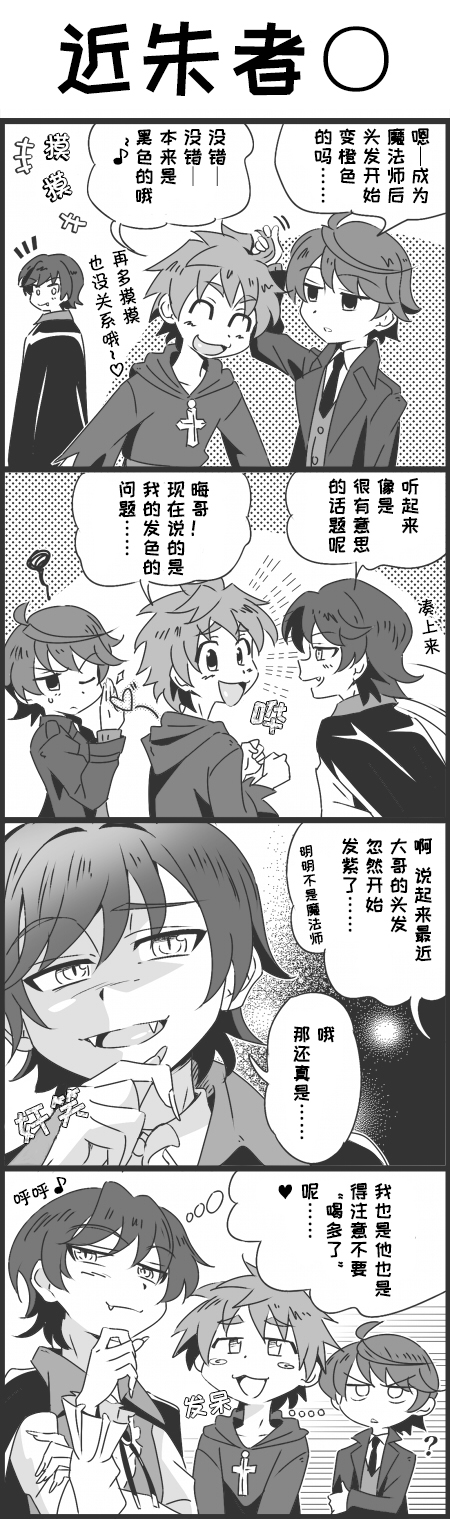 近朱者○
嗯—成为
魔法师后
头发开始
变橙色
的吗……
没错—
没错—
本来是
黑色的哦
~♪
摸
摸
再多摸摸
也没关系哦~♡
听起来
像是
很有意思
的话题呢
凑上来
晦哥！
现在说的是
我的发色的
问题……
哗
啊 说起来最近
大哥的头发
忽然开始
发紫了……
明明不是魔法师
哦
那还真
是……
奸笑
我也是他也是
得注意不要
“喝多了”
呢……
♥
呼呼♪
发呆
……
?